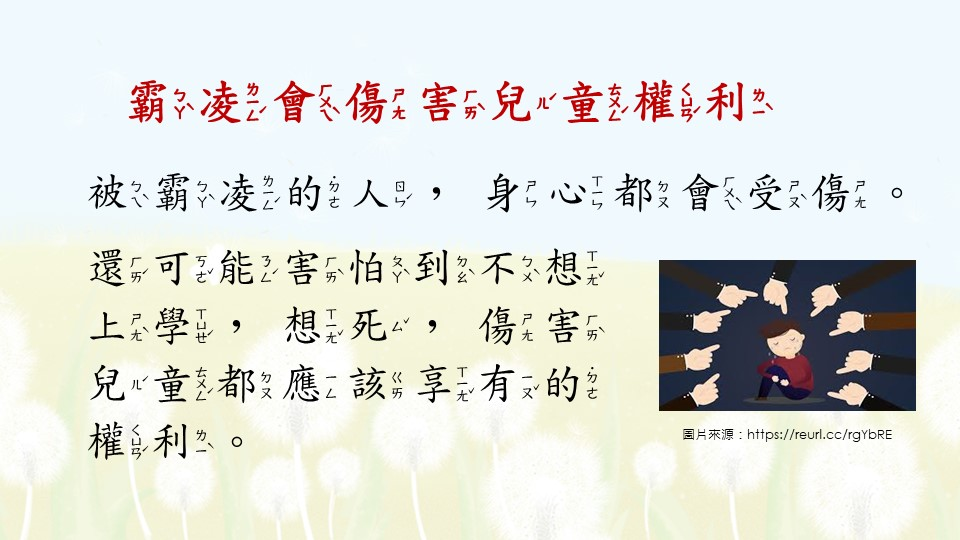 霸凌會傷害兒童權利
被霸凌的人，身心都會受傷。
還可能害怕到不想
上學，想死，傷害
兒童都應該享有的
權利。
圖片來源：https://reurl.cc/rgYbRE